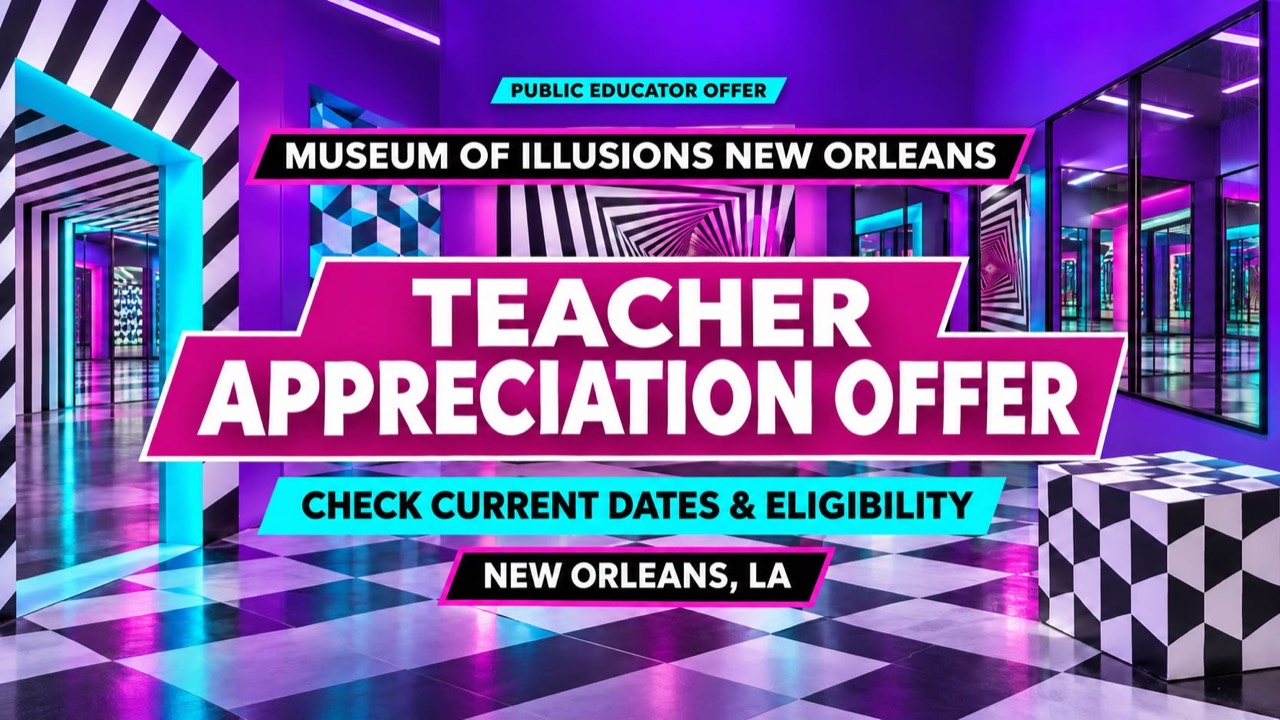 PUBLIC EDUCATOR OFFER
MUSEUM OF ILLUSIONS NEW ORLEANS
TEACHER
APPRECIATION OFFER
CHECK CURRENT DATES & ELIGIBILITY
NEW ORLEANS, LA